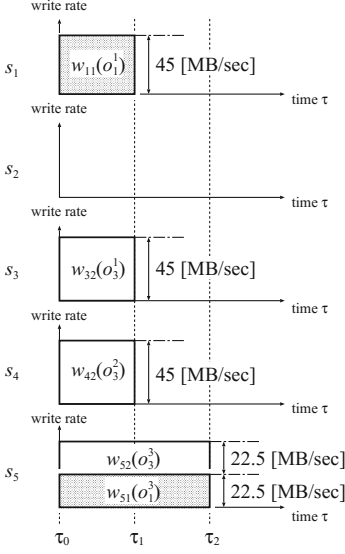 write rate
s₁
w₁₁(o₁¹)
45 [MB/sec]
time τ
write rate
s₂
time τ
write rate
s₃
w₃₂(o₃¹)
45 [MB/sec]
time τ
write rate
s₄
w₄₂(o₃²)
45 [MB/sec]
time τ
write rate
s₅
w₅₂(o₃³)
22.5 [MB/sec]
w₅₁(o₁³)
22.5 [MB/sec]
time τ
τ₀ τ₁ τ₂